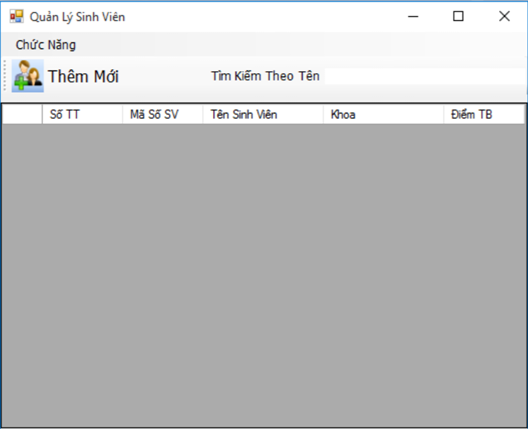 Quản Lý Sinh Viên
Chức Năng
Thêm Mới Tìm Kiếm Theo Tên
Số TT Mã Số SV Tên Sinh Viên Khoa Điểm TB